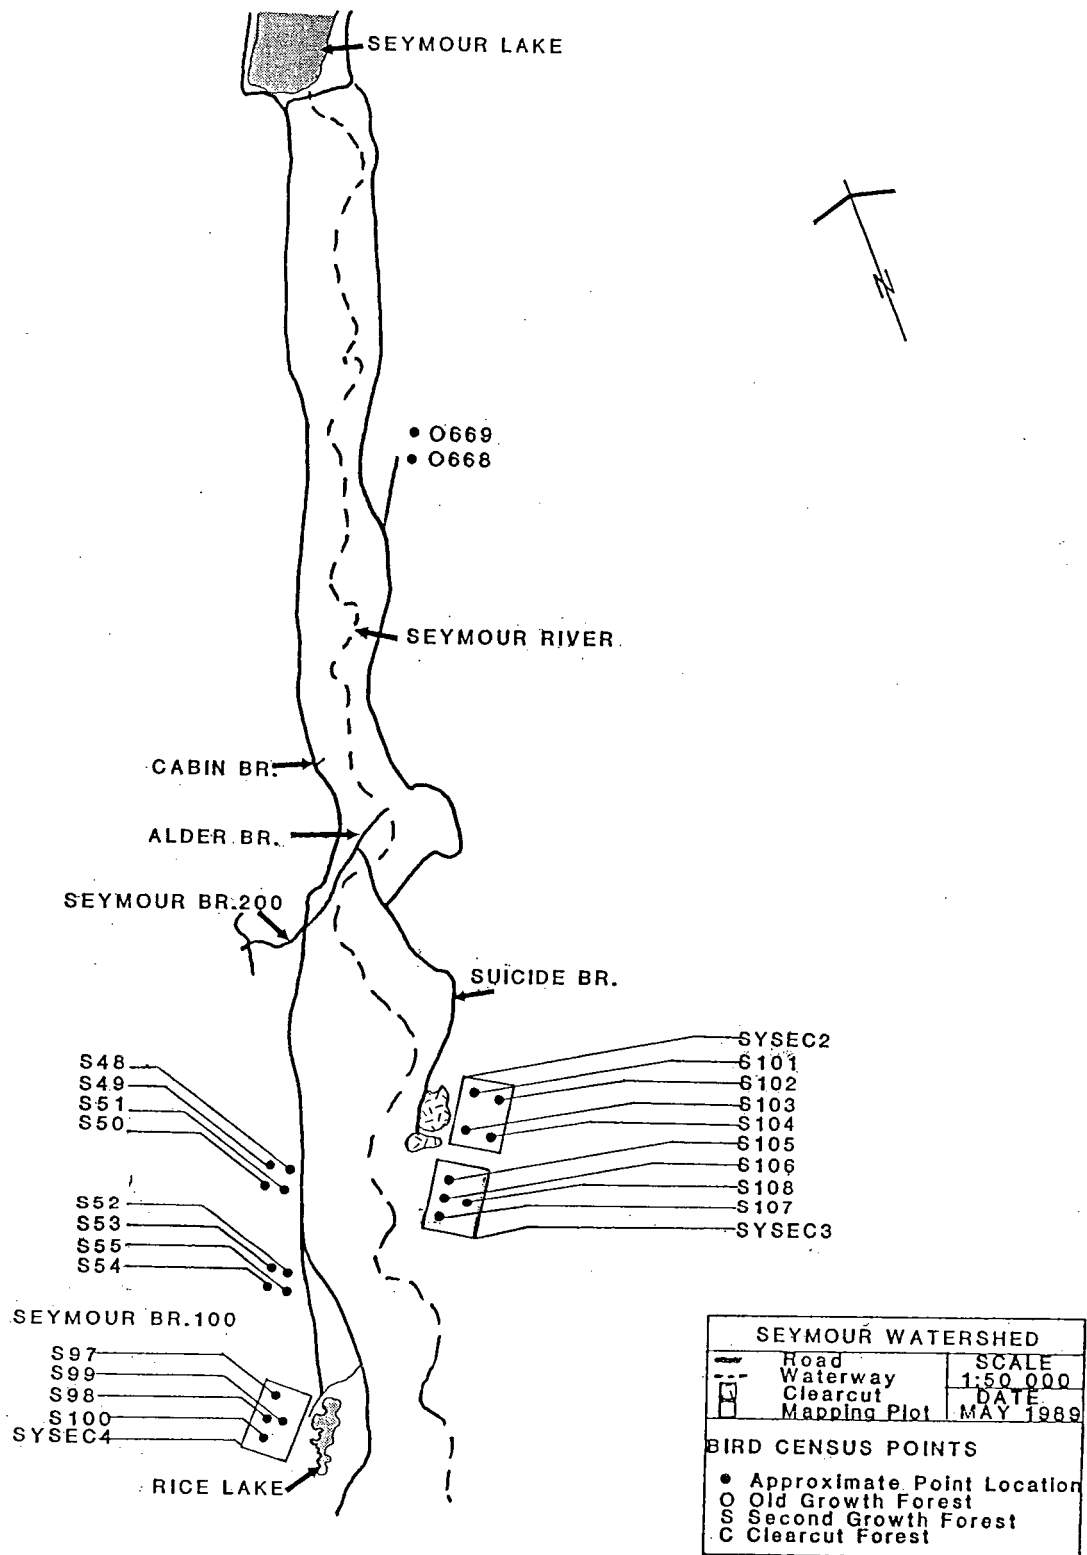 SEYMOUR LAKE
N
O669
O668
SEYMOUR RIVER
CABIN BR.
ALDER BR.
SEYMOUR BR.200
SUICIDE BR.
SYSEC2
S101
S102
S103
S104
S105
S106
S108
S107
SYSEC3
S48
S49
S51
S50
S52
S53
S55
S54
SEYMOUR BR.100
S97
S99
S98
S100
SYSEC4
RICE LAKE
SEYMOUR WATERSHED
Road
Waterway
Clearcut
Mapping Plot
SCALE
1:50 000
DATE
MAY 1989
BIRD CENSUS POINTS
Approximate Point Location
O Old Growth Forest
S Second Growth Forest
C Clearcut Forest